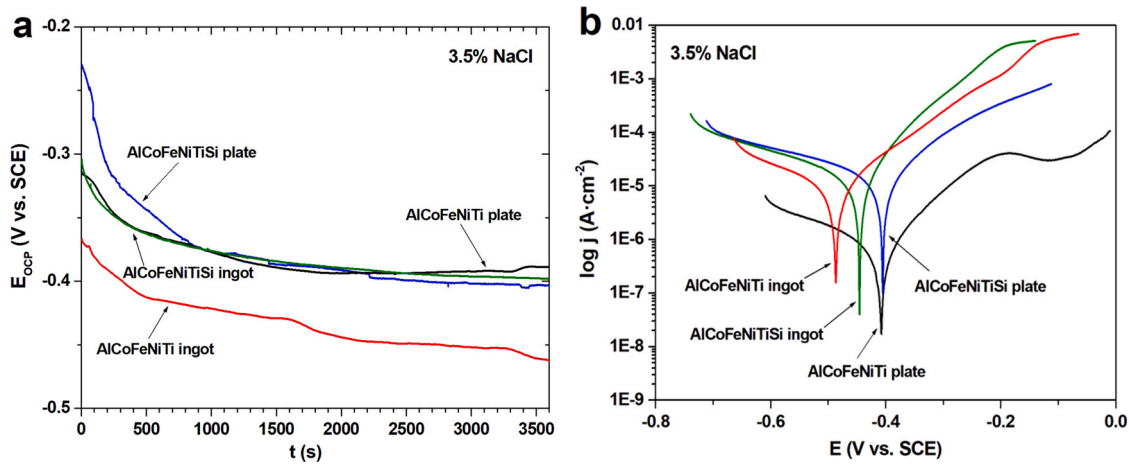 a
3.5% NaCl
-0.2
-0.3
-0.4
-0.5
E_OCP (V vs. SCE)
AlCoFeNiTiSi plate
AlCoFeNiTi plate
AlCoFeNiTiSi ingot
AlCoFeNiTi ingot
0 500 1000 1500 2000 2500 3000 3500
t (s)
b
3.5% NaCl
0.01
1E-3
1E-4
1E-5
1E-6
1E-7
1E-8
1E-9
log j (A·cm⁻²)
AlCoFeNiTi ingot
AlCoFeNiTiSi plate
AlCoFeNiTiSi ingot
AlCoFeNiTi plate
-0.8 -0.6 -0.4 -0.2 0.0
E (V vs. SCE)